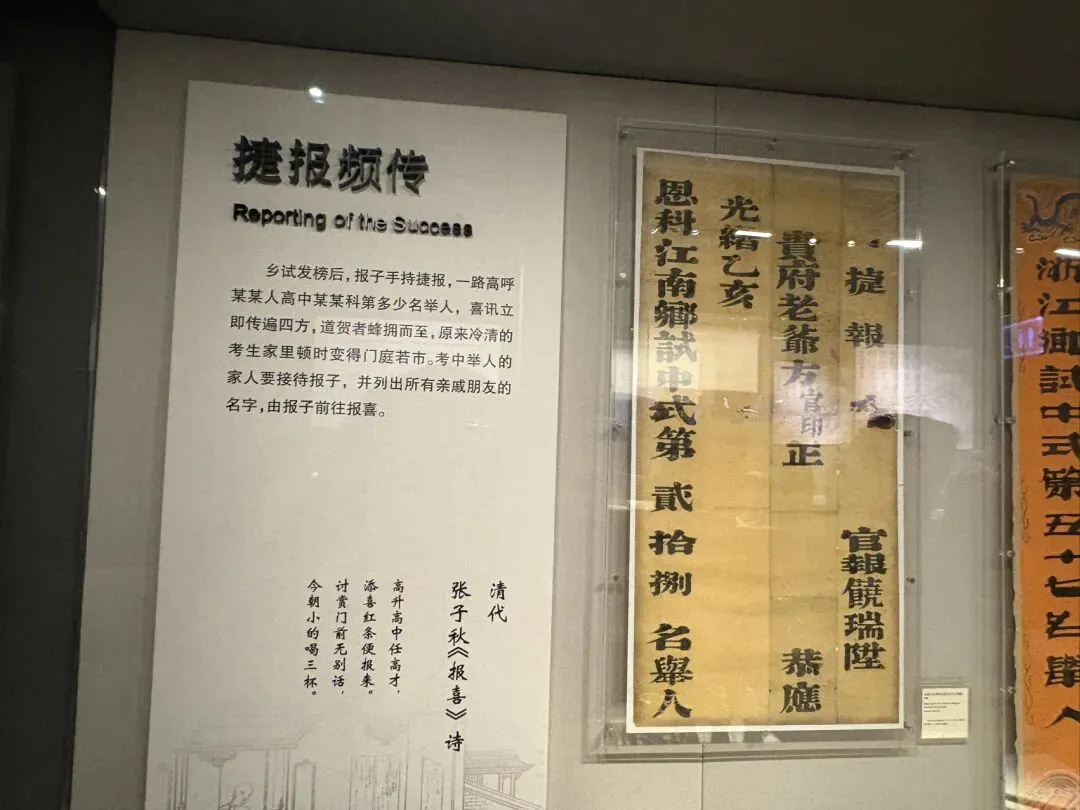 捷报频传
Reporting of the Success
乡试发榜后，报子手持捷报，一路高呼
某某人高中某某科第多少名举人，喜讯立
即传遍四方，道贺者蜂拥而至，原来冷清的
考生家里顿时变得门庭若市。考中举人的
家人要接待报子，并列出所有亲戚朋友的
名字，由报子前往报喜。
清代
张子秋《报喜》诗
高升高中任高才，
添喜红条便报来。
讨赏门前无别话，
今朝小的喝三杯。
捷報
官報饒瑞陞
貴府老爺方官印正
恭應
光緒乙亥
恩科江南鄉試中式第貳拾捌名舉人
浙江鄉試中式第五十七名舉人